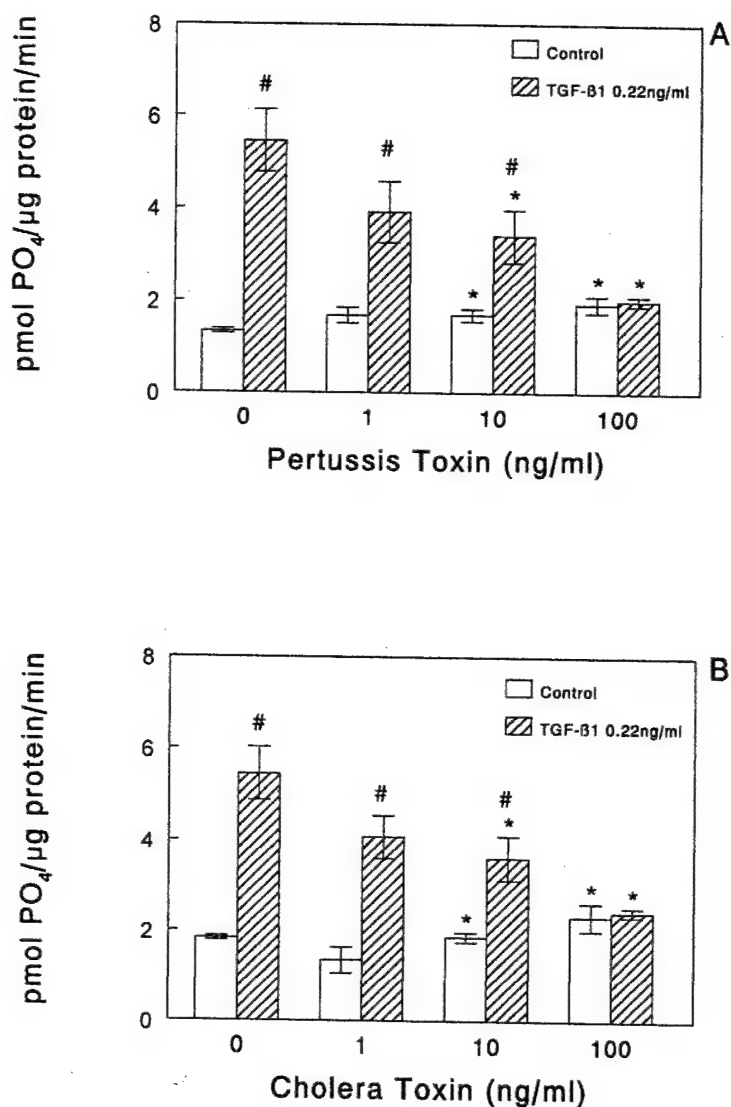 A
8
Control
TGF-ß1 0.22ng/ml
#
6
#
#
*
4
* * *
2
0
pmol PO₄/µg protein/min
0 1 10 100
Pertussis Toxin (ng/ml)
B
8
Control
TGF-ß1 0.22ng/ml
#
6
#
#
*
4
* * *
2
0
pmol PO₄/µg protein/min
0 1 10 100
Cholera Toxin (ng/ml)